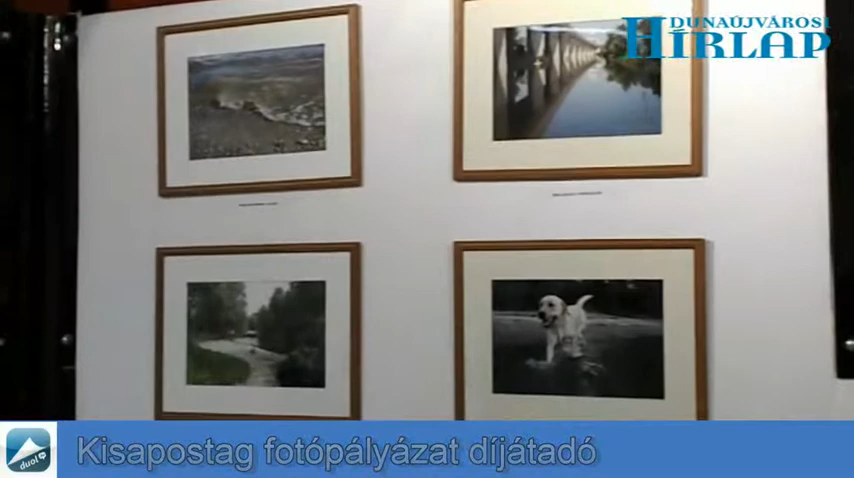 DUNAÚJVÁROSI
HÍRLAP
duol
Kisapostag fotópályázat díjátadó